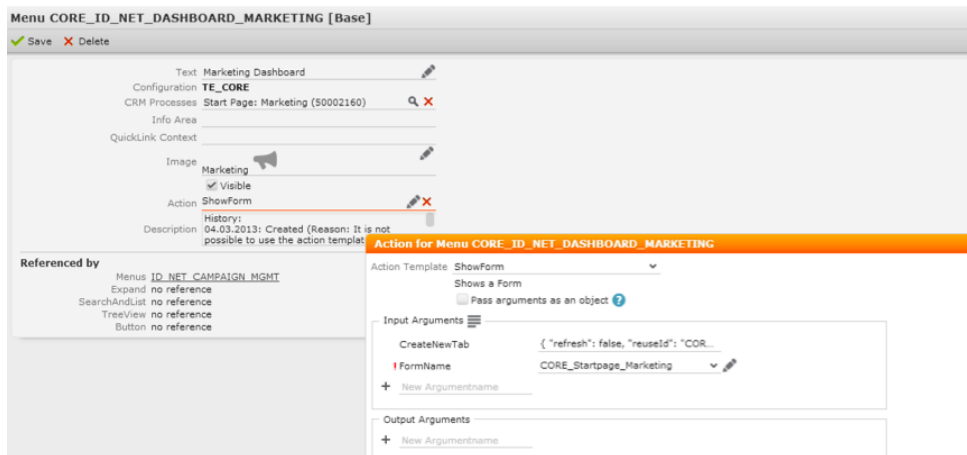 Menu CORE_ID_NET_DASHBOARD_MARKETING [Base]
Save Delete
Text Marketing Dashboard
Configuration TE_CORE
CRM Processes Start Page: Marketing (50002160)
Info Area
QuickLink Context
Image Marketing
Visible
Action ShowForm
History:
Description 04.03.2013: Created (Reason: It is not
possible to use the action templat
Referenced by
Menus ID_NET_CAMPAIGN_MGMT
Expand no reference
SearchAndList no reference
TreeView no reference
Button no reference
Action for Menu CORE_ID_NET_DASHBOARD_MARKETING
Action Template ShowForm
Shows a Form
Pass arguments as an object ?
Input Arguments
CreateNewTab { "refresh": false, "reuseId": "COR...
! FormName CORE_Startpage_Marketing
+ New Argumentname
Output Arguments
+ New Argumentname